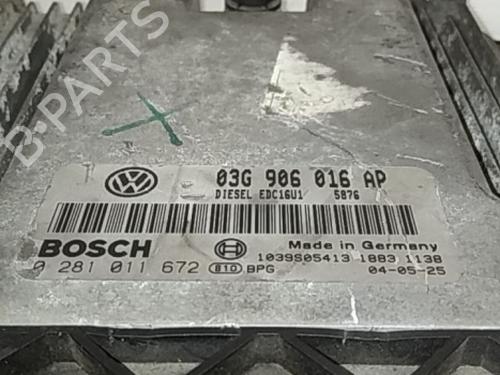 B-PARTS
03G 906 016 AP
DIESEL EDC16U1 5876
BOSCH
Made in Germany
0 281 011 672 B10 BPG
1039S05413 1883 1138
04-05-25